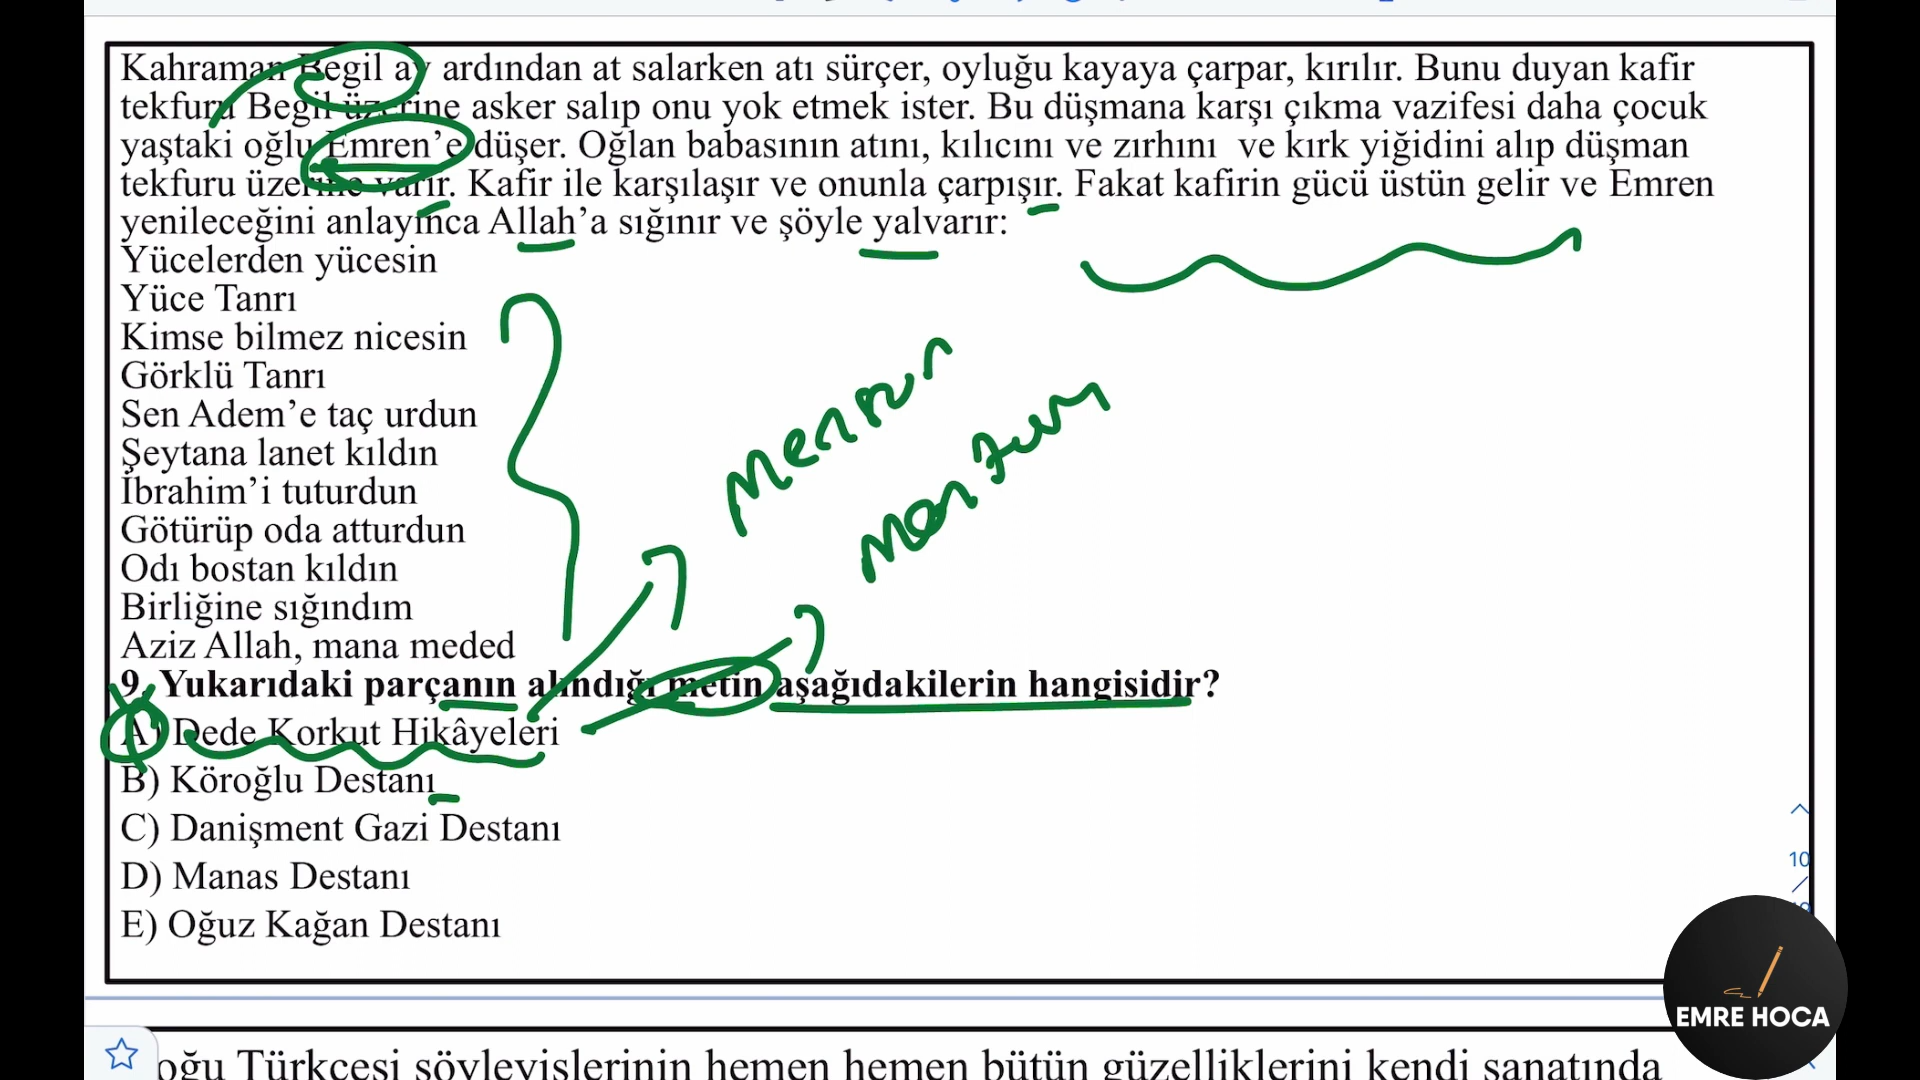 Kahraman Begil av ardından at salarken atı sürçer, oyluğu kayaya çarpar, kırılır. Bunu duyan kafir
tekfuru Begil üzerine asker salıp onu yok etmek ister. Bu düşmana karşı çıkma vazifesi daha çocuk
yaştaki oğlu Emren’e düşer. Oğlan babasının atını, kılıcını ve zırhını ve kırk yiğidini alıp düşman
tekfuru üzerine varır. Kafir ile karşılaşır ve onunla çarpışır. Fakat kafirin gücü üstün gelir ve Emren
yenileceğini anlayınca Allah’a sığınır ve şöyle yalvarır:
Yücelerden yücesin
Yüce Tanrı
Kimse bilmez nicesin
Görklü Tanrı
Sen Adem’e taç urdun
Şeytana lanet kıldın
İbrahim’i tuturdun
Götürüp oda atturdun
Odı bostan kıldın
Birliğine sığındım
Aziz Allah, mana meded
mensur
manzum
9. Yukarıdaki parçanın alındığı metin aşağıdakilerin hangisidir?
A) Dede Korkut Hikâyeleri
B) Köroğlu Destanı
C) Danişment Gazi Destanı
D) Manas Destanı
E) Oğuz Kağan Destanı
10
EMRE HOCA
oğu Türkçesi söyleyişlerinin hemen hemen bütün güzelliklerini kendi sanatında